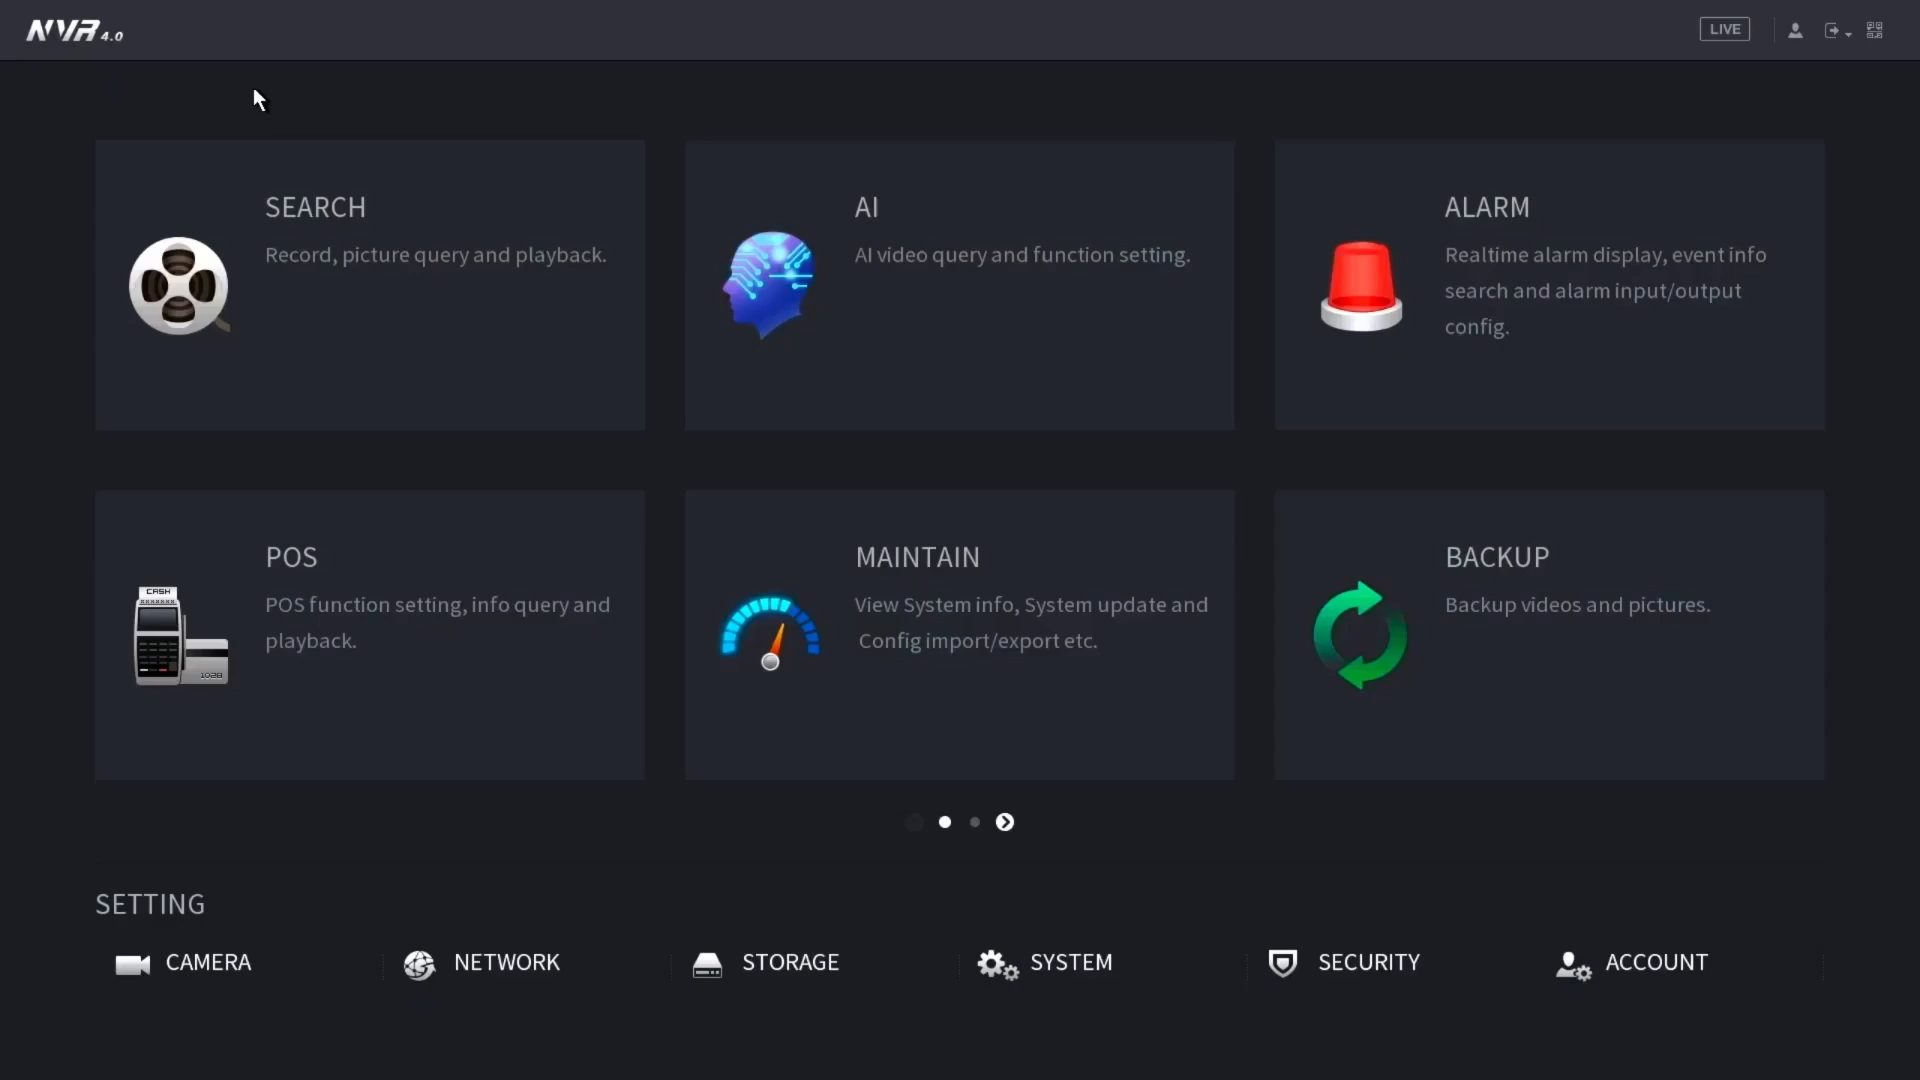 NVR 4.0
LIVE
SEARCH
Record, picture query and playback.
AI
AI video query and function setting.
ALARM
Realtime alarm display, event info
search and alarm input/output
config.
POS
POS function setting, info query and
playback.
CASH
1028
MAINTAIN
View System info, System update and
Config import/export etc.
BACKUP
Backup videos and pictures.
SETTING
CAMERA
NETWORK
STORAGE
SYSTEM
SECURITY
ACCOUNT